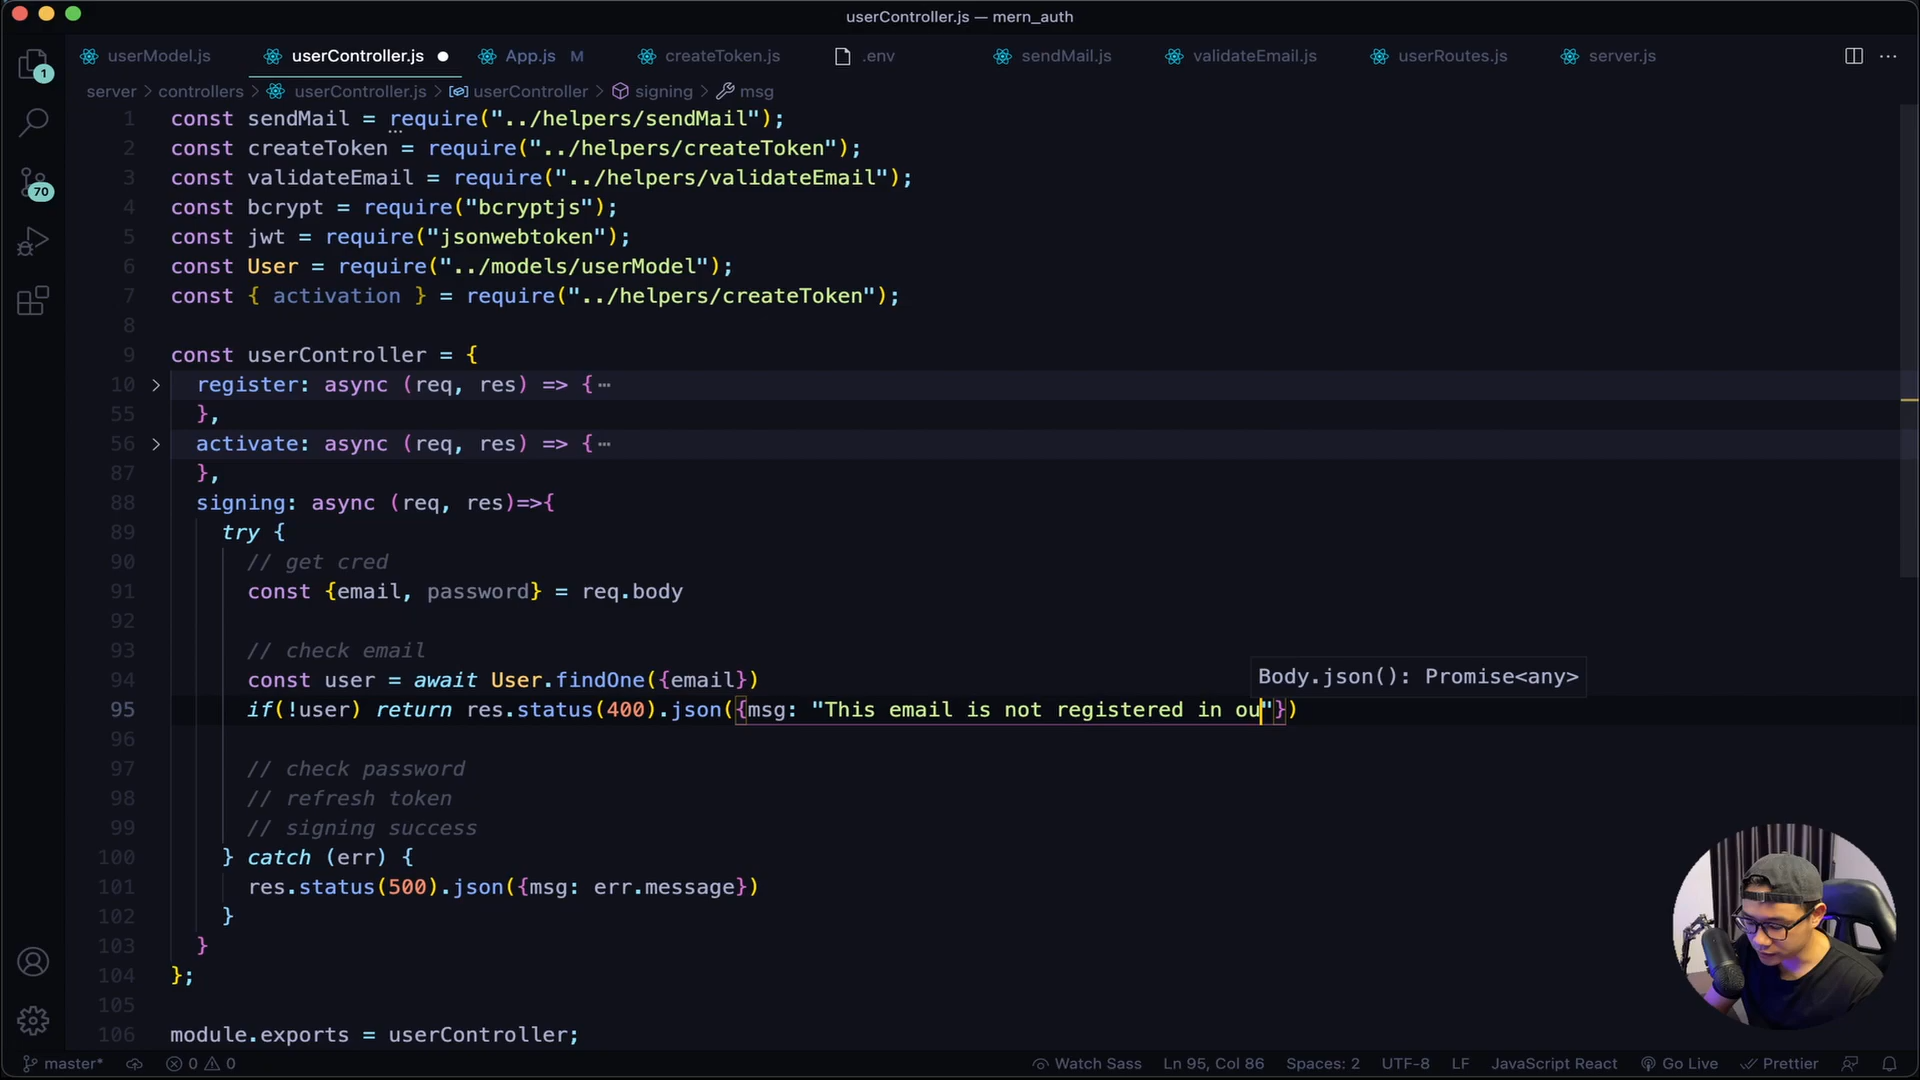 userController.js — mern_auth
userModel.js userController.js App.js M createToken.js .env sendMail.js validateEmail.js userRoutes.js server.js
server > controllers > userController.js > userController > signing > msg
1 const sendMail = require("../helpers/sendMail");
2 const createToken = require("../helpers/createToken");
3 const validateEmail = require("../helpers/validateEmail");
4 const bcrypt = require("bcryptjs");
5 const jwt = require("jsonwebtoken");
6 const User = require("../models/userModel");
7 const { activation } = require("../helpers/createToken");
8
9 const userController = {
10 register: async (req, res) => {
55 },
56 activate: async (req, res) => {
87 },
88 signing: async (req, res)=>{
89 try {
90 // get cred
91 const {email, password} = req.body
92
93 // check email
Body.json(): Promise<any>
94 const user = await User.findOne({email})
95 if(!user) return res.status(400).json({msg: "This email is not registered in ou"})
96
97 // check password
98 // refresh token
99 // signing success
100 } catch (err) {
101 res.status(500).json({msg: err.message})
102 }
103 }
104 };
105
106 module.exports = userController;
1
70
master* 0 0 Watch Sass Ln 95, Col 86 Spaces: 2 UTF-8 LF JavaScript React Go Live Prettier